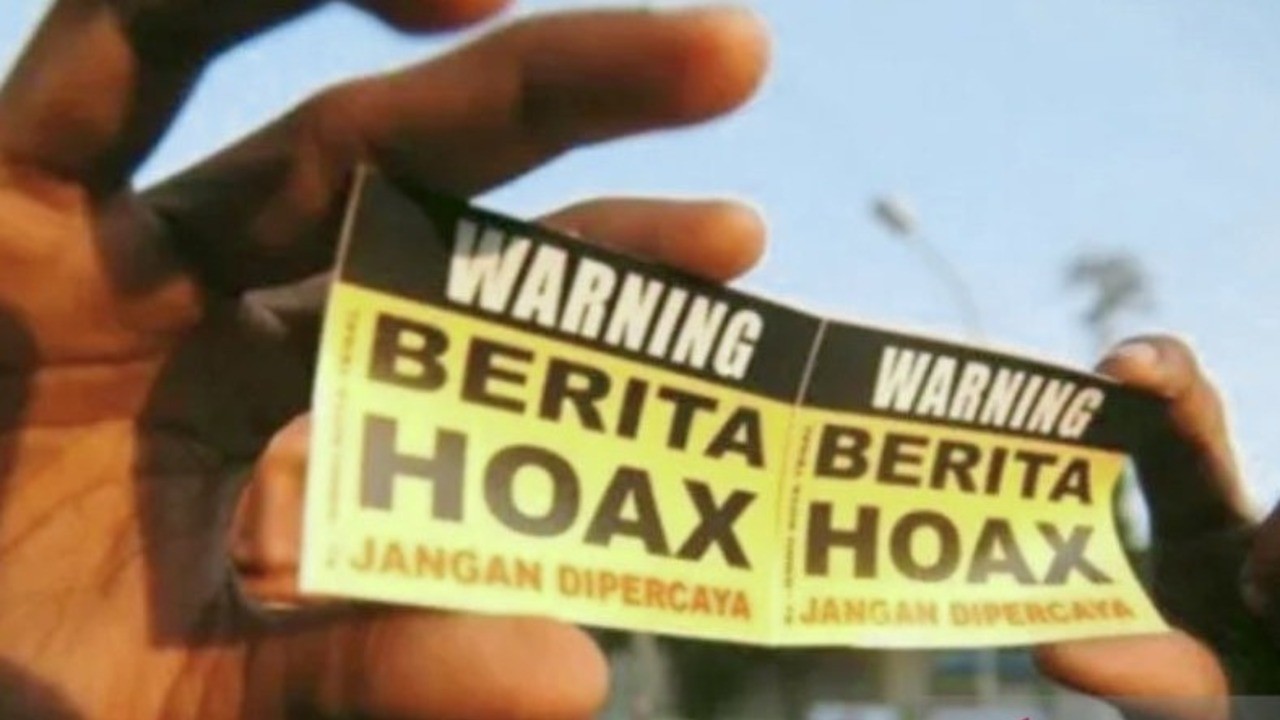 WARNING
BERITA
HOAX
JANGAN DIPERCAYA
WARNING
BERITA
HOAX
JANGAN DIPERCAYA